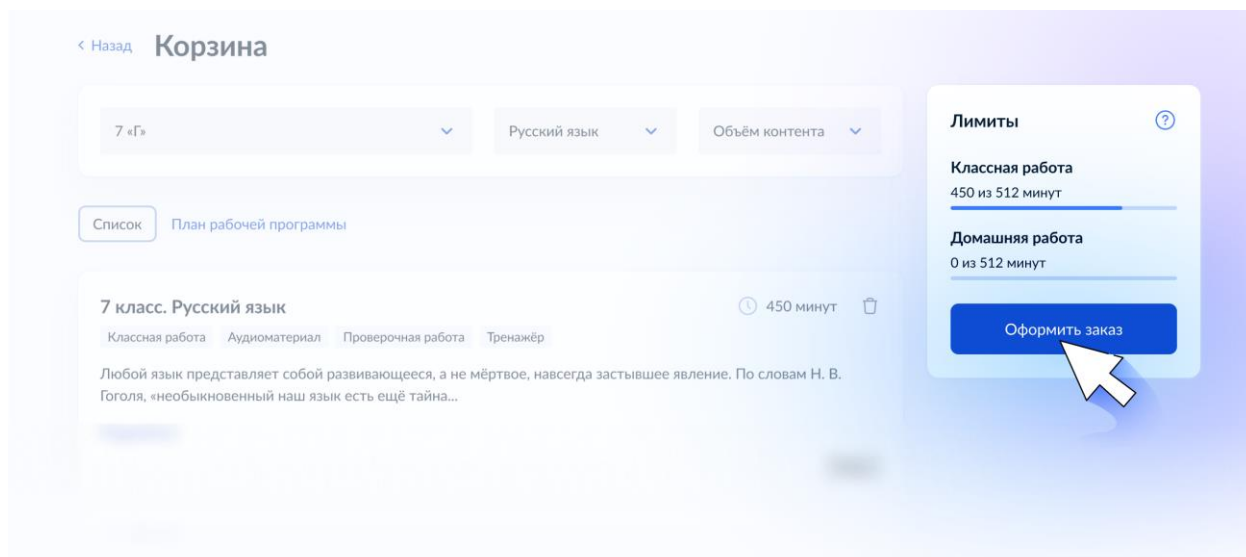 Назад Корзина
7 «Г» Русский язык Объём контента
Список План рабочей программы
7 класс. Русский язык 450 минут
Классная работа Аудиоматериал Проверочная работа Тренажёр
Любой язык представляет собой развивающееся, а не мёртвое, навсегда застывшее явление. По словам Н. В.
Гоголя, «необыкновенный наш язык есть ещё тайна...
Лимиты ?
Классная работа
450 из 512 минут
Домашняя работа
0 из 512 минут
Оформить заказ